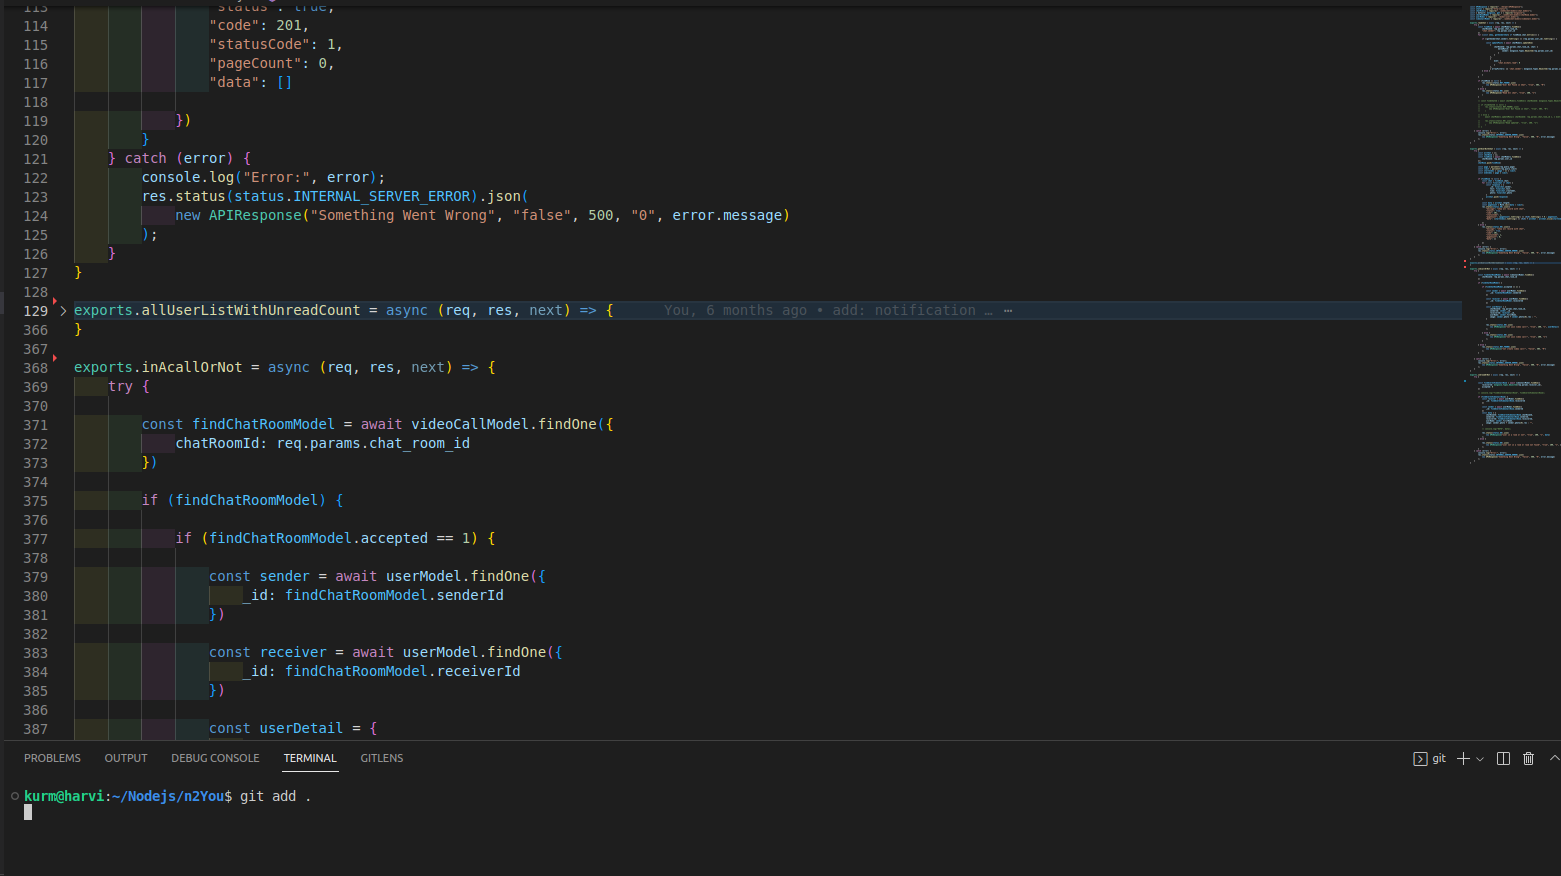 113 "status": true,
114 "code": 201,
115 "statusCode": 1,
116 "pageCount": 0,
117 "data": []
118
119 })
120 }
121 } catch (error) {
122 console.log("Error:", error);
123 res.status(status.INTERNAL_SERVER_ERROR).json(
124 new APIResponse("Something Went Wrong", "false", 500, "0", error.message)
125 );
126 }
127 }
128
129 exports.allUserListWithUnreadCount = async (req, res, next) => { You, 6 months ago • add: notification … ⋯
366 }
367
368 exports.inAcallOrNot = async (req, res, next) => {
369 try {
370
371 const findChatRoomModel = await videoCallModel.findOne({
372 chatRoomId: req.params.chat_room_id
373 })
374
375 if (findChatRoomModel) {
376
377 if (findChatRoomModel.accepted == 1) {
378
379 const sender = await userModel.findOne({
380 _id: findChatRoomModel.senderId
381 })
382
383 const receiver = await userModel.findOne({
384 _id: findChatRoomModel.receiverId
385 })
386
387 const userDetail = {
PROBLEMS OUTPUT DEBUG CONSOLE TERMINAL GITLENS git
kurm@harvi:~/Nodejs/n2You$ git add .